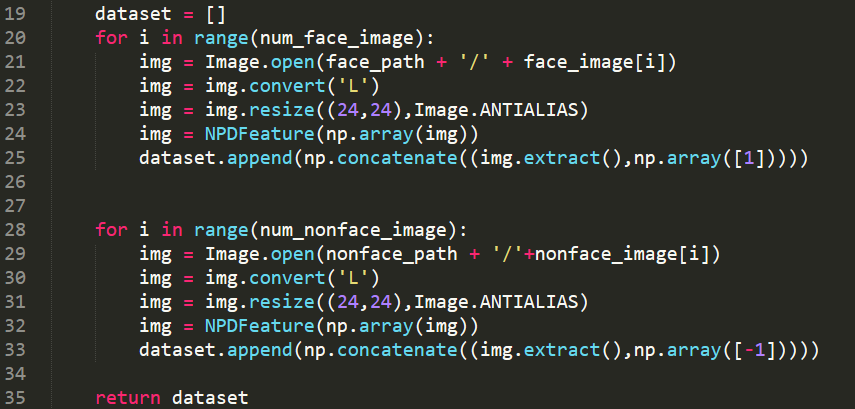 19 dataset = []
20 for i in range(num_face_image):
21 img = Image.open(face_path + '/' + face_image[i])
22 img = img.convert('L')
23 img = img.resize((24,24),Image.ANTIALIAS)
24 img = NPDFeature(np.array(img))
25 dataset.append(np.concatenate((img.extract(),np.array([1]))))
26
27
28 for i in range(num_nonface_image):
29 img = Image.open(nonface_path + '/'+nonface_image[i])
30 img = img.convert('L')
31 img = img.resize((24,24),Image.ANTIALIAS)
32 img = NPDFeature(np.array(img))
33 dataset.append(np.concatenate((img.extract(),np.array([-1]))))
34
35 return dataset